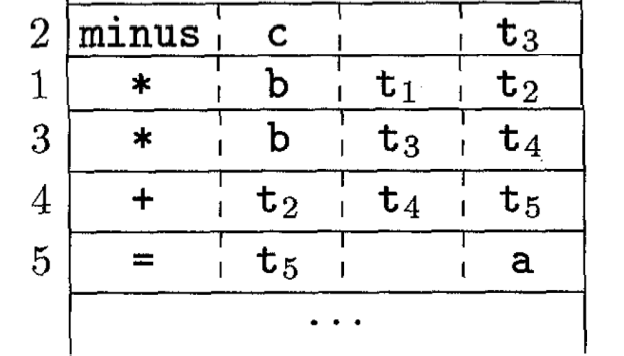 2 minus c t₃
1 * b t₁ t₂
3 * b t₃ t₄
4 + t₂ t₄ t₅
5 = t₅ a
...